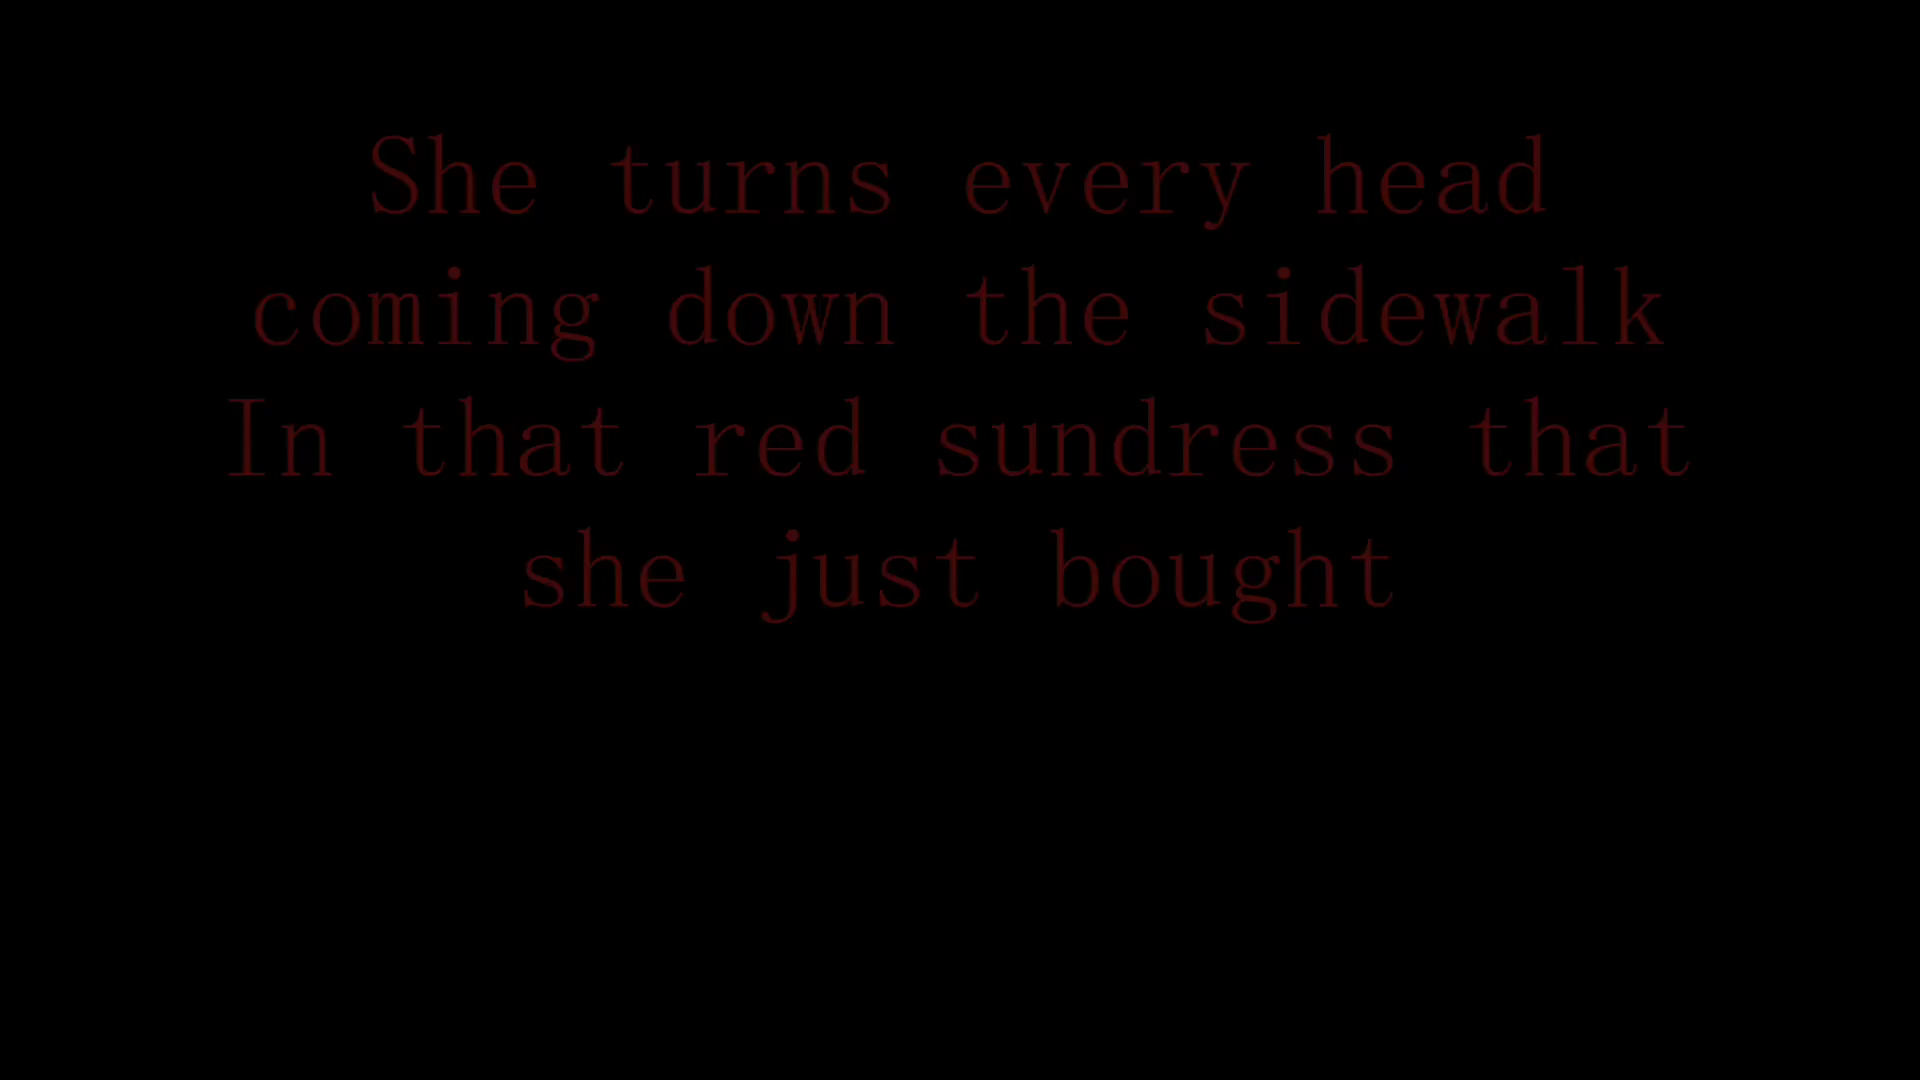 She turns every head
coming down the sidewalk
In that red sundress that
she just bought